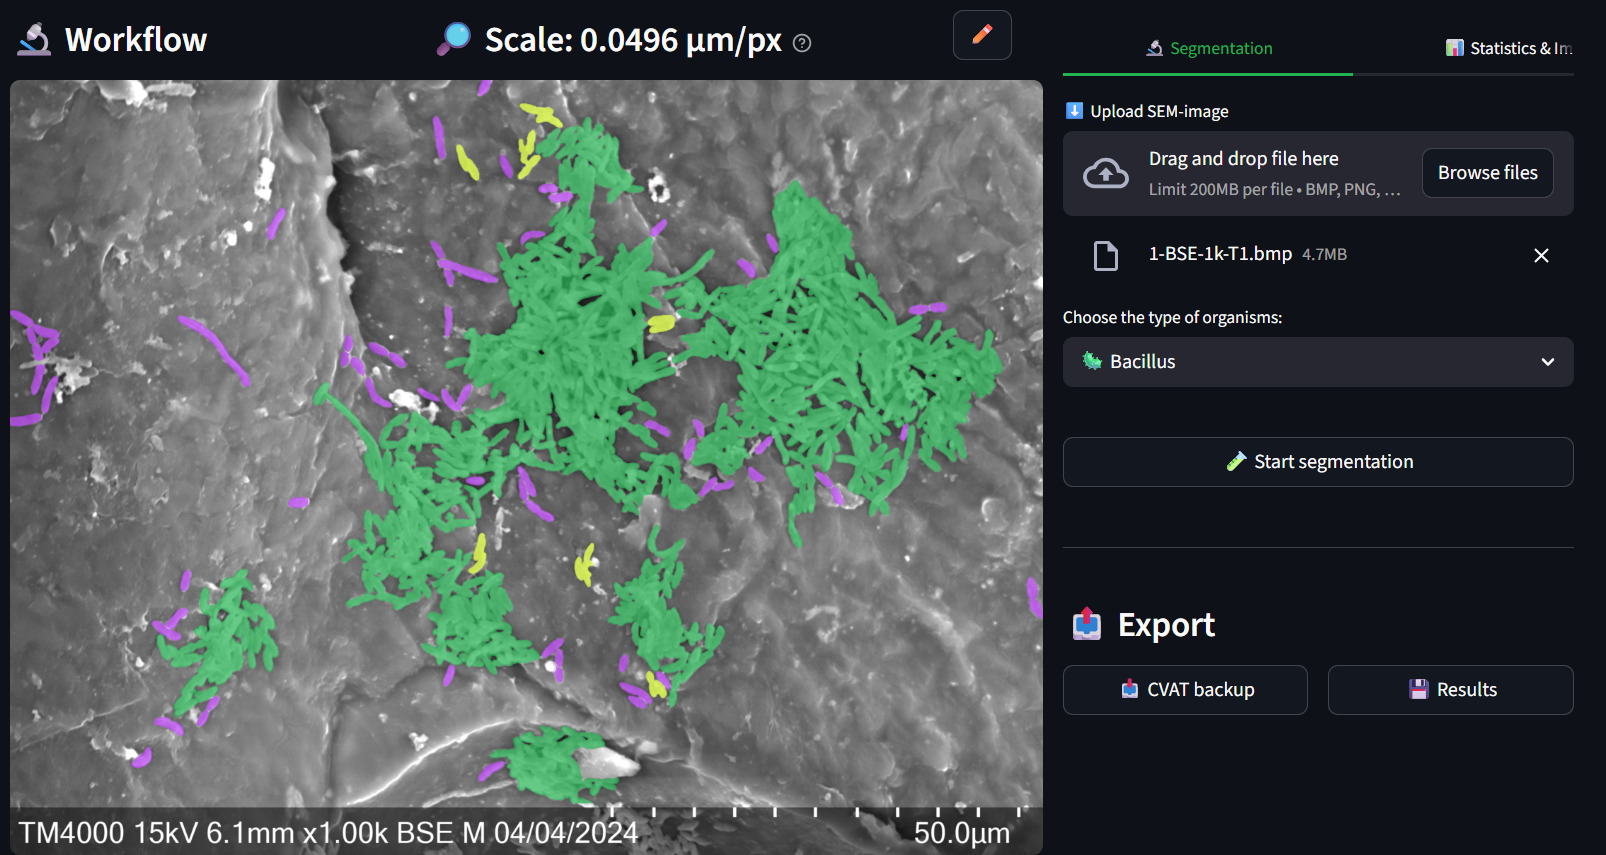 Workflow
Scale: 0.0496 µm/px
Segmentation
Statistics & Im
Upload SEM-image
Drag and drop file here
Limit 200MB per file • BMP, PNG, …
Browse files
1-BSE-1k-T1.bmp 4.7MB
Choose the type of organisms:
Bacillus
Start segmentation
Export
CVAT backup
Results
TM4000 15kV 6.1mm x1.00k BSE M 04/04/2024
50.0µm